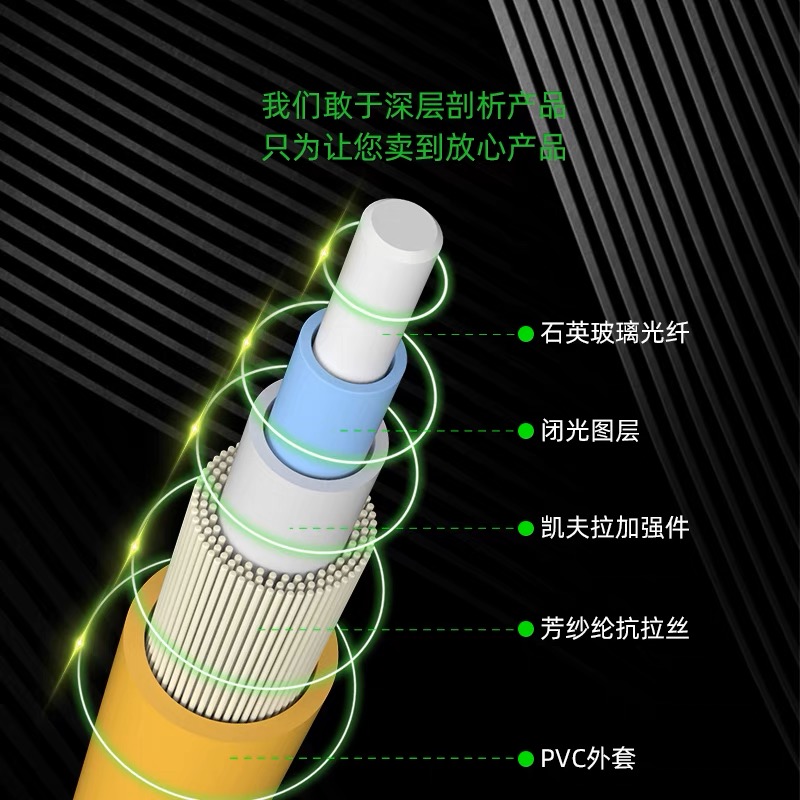 我们敢于深层剖析产品
只为让您卖到放心产品
石英玻璃光纤
闭光图层
凯夫拉加强件
芳纱纶抗拉丝
PVC外套